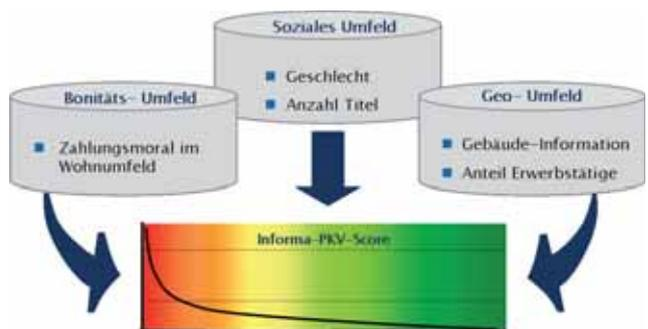 Soziales Umfeld
Geschlecht
Anzahl Titel
Bonitäts- Umfeld
Zahlungsmoral im
Wohnumfeld
Geo- Umfeld
Gebäude-Information
Anteil Erwerbstätige
Informa-PKV-Score